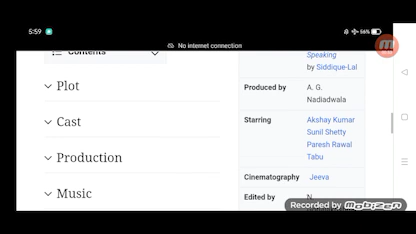 5:59
56%
No internet connection
Contents
Speaking
by Siddique-Lal
Plot
Cast
Production
Music
Produced by
A. G.
Nadiadwala
Starring
Akshay Kumar
Sunil Shetty
Paresh Rawal
Tabu
Cinematography
Jeeva
Edited by
N.
Recorded by
Mobizen